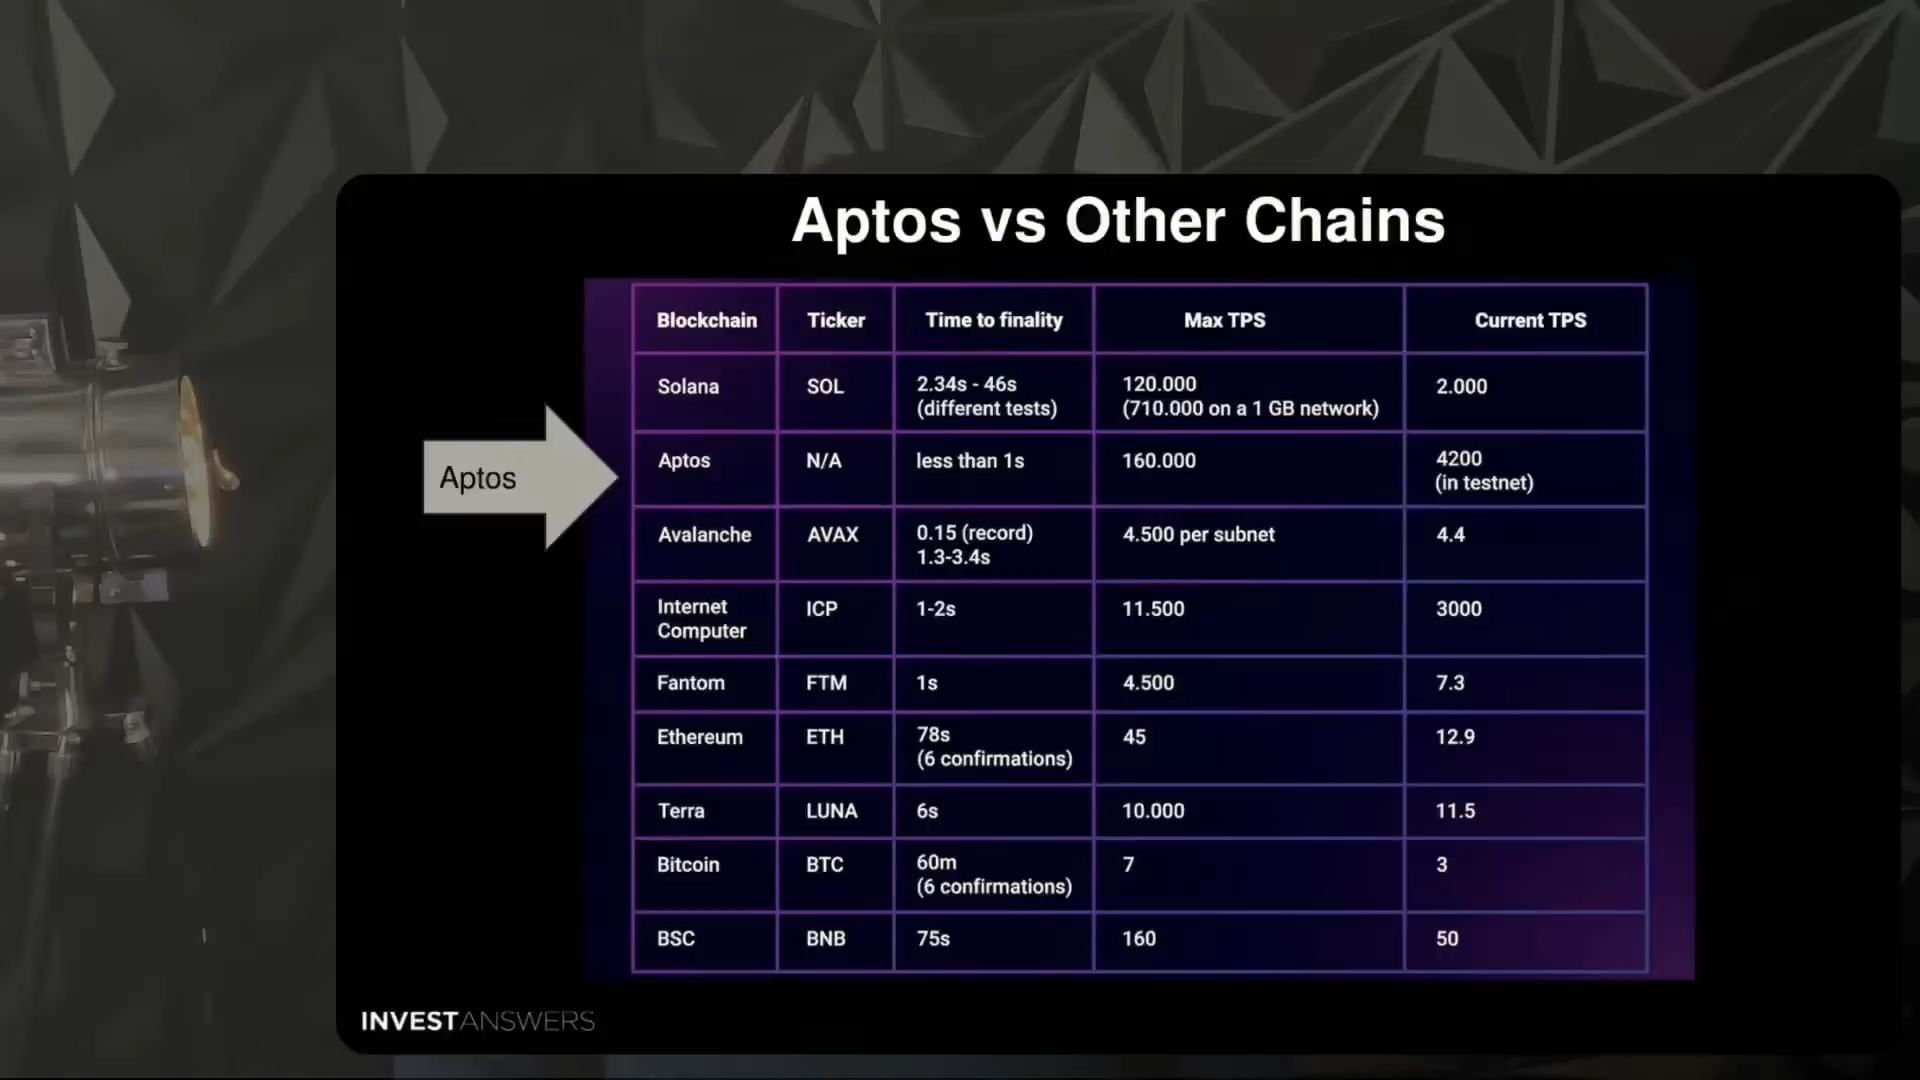 Aptos vs Other Chains
Blockchain Ticker Time to finality Max TPS Current TPS
Solana SOL 2.34s - 46s (different tests) 120.000 (710.000 on a 1 GB network) 2.000
Aptos
Aptos N/A less than 1s 160.000 4200 (in testnet)
Avalanche AVAX 0.15 (record) 1.3-3.4s 4.500 per subnet 4.4
Internet Computer ICP 1-2s 11.500 3000
Fantom FTM 1s 4.500 7.3
Ethereum ETH 78s (6 confirmations) 45 12.9
Terra LUNA 6s 10.000 11.5
Bitcoin BTC 60m (6 confirmations) 7 3
BSC BNB 75s 160 50
INVESTANSWERS